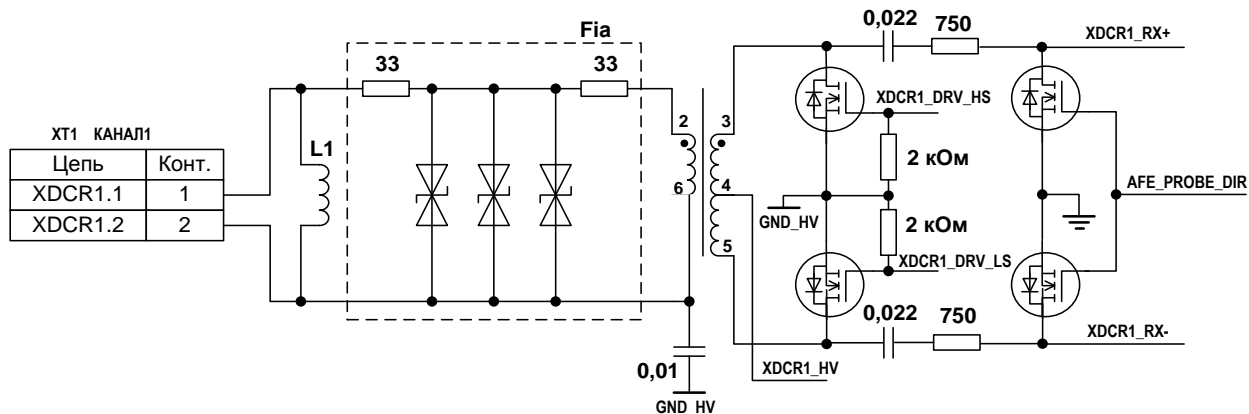 0,022
750
XDCR1_RX+
Fia
33
33
XDCR1_DRV_HS
2
3
XT1 КАНАЛ1
L1
2 кОм
Цепь Конт.
XDCR1.1 1
XDCR1.2 2
6
4
AFE_PROBE_DIR
GND_HV
2 кОм
5
XDCR1_DRV_LS
0,022
750
XDCR1_RX-
0,01
XDCR1_HV
GND_HV